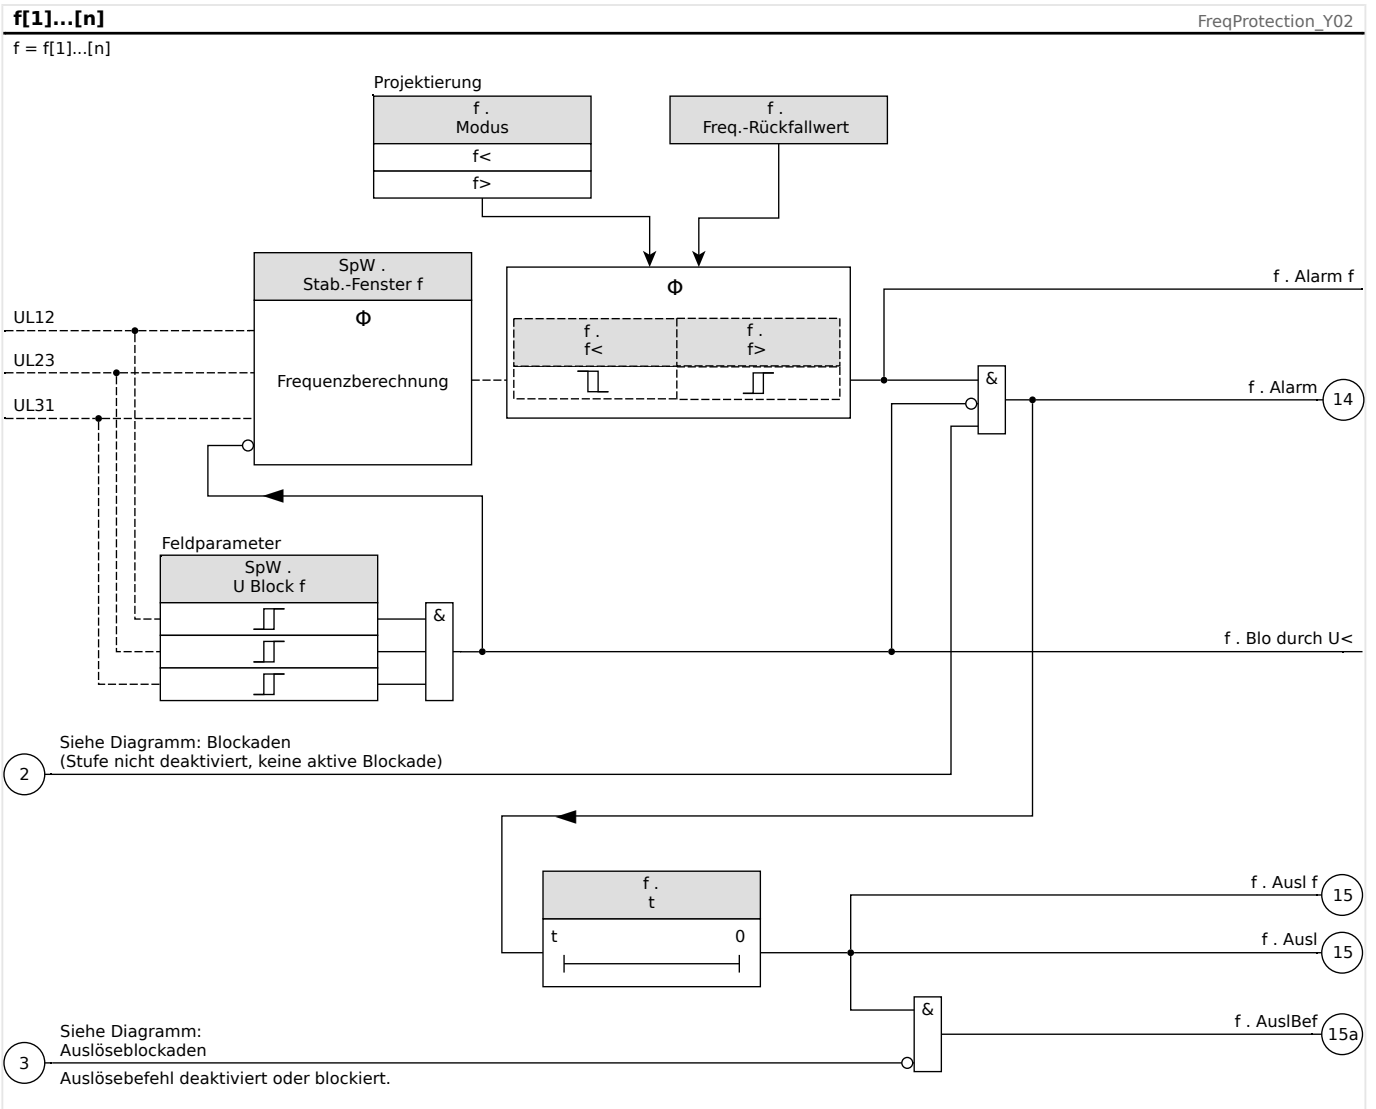 f[1]...[n]
FreqProtection_Y02
f = f[1]...[n]
Projektierung
f .
Modus
f<
f>
f .
Freq.-Rückfallwert
SpW .
Stab.-Fenster f
Φ
Frequenzberechnung
UL12
UL23
UL31
Φ
f .
f<
f .
f>
f . Alarm f
&
f . Alarm
14
Feldparameter
SpW .
U Block f
&
f . Blo durch U<
Siehe Diagramm: Blockaden
(Stufe nicht deaktiviert, keine aktive Blockade)
2
f .
t
t
0
f . Ausl f
15
f . Ausl
15
&
f . AuslBef
15a
Siehe Diagramm:
Auslöseblockaden
3
Auslösebefehl deaktiviert oder blockiert.